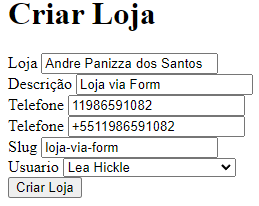 Criar Loja
Loja Andre Panizza dos Santos
Descrição Loja via Form
Telefone 11986591082
Telefone +5511986591082
Slug loja-via-form
Usuario Lea Hickle
Criar Loja